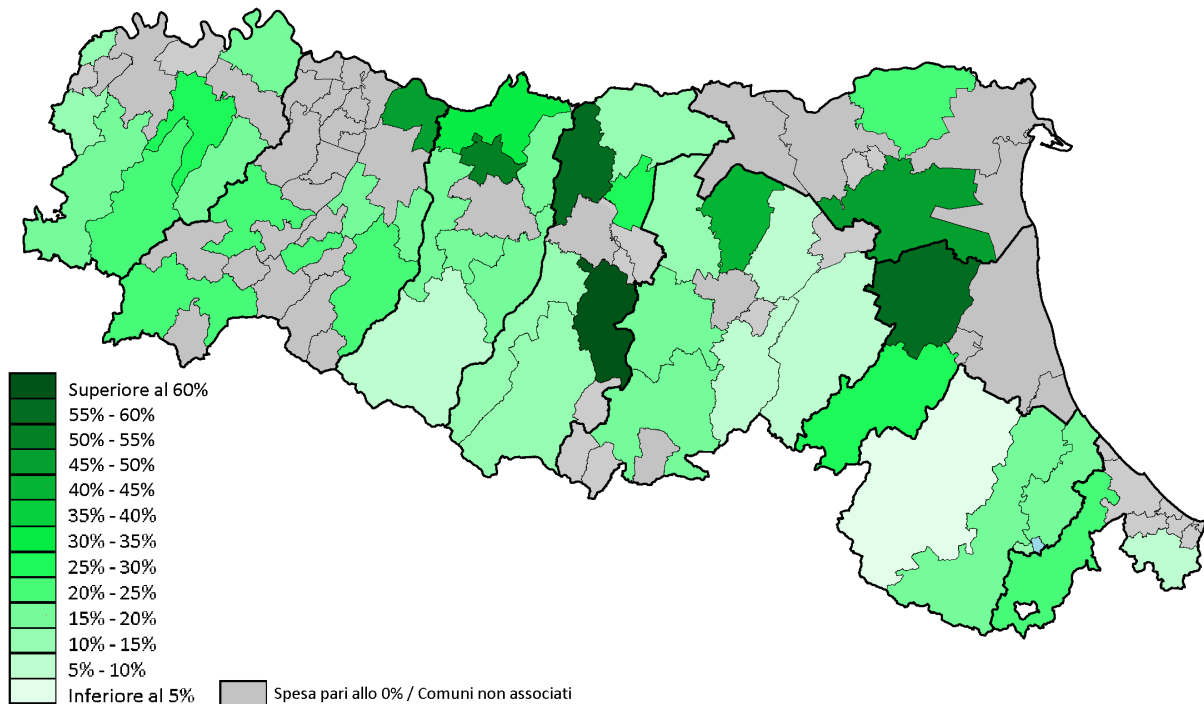 Superiore al 60%
55% - 60%
50% - 55%
45% - 50%
40% - 45%
35% - 40%
30% - 35%
25% - 30%
20% - 25%
15% - 20%
10% - 15%
5% - 10%
Inferiore al 5%
Spesa pari allo 0% / Comuni non associati